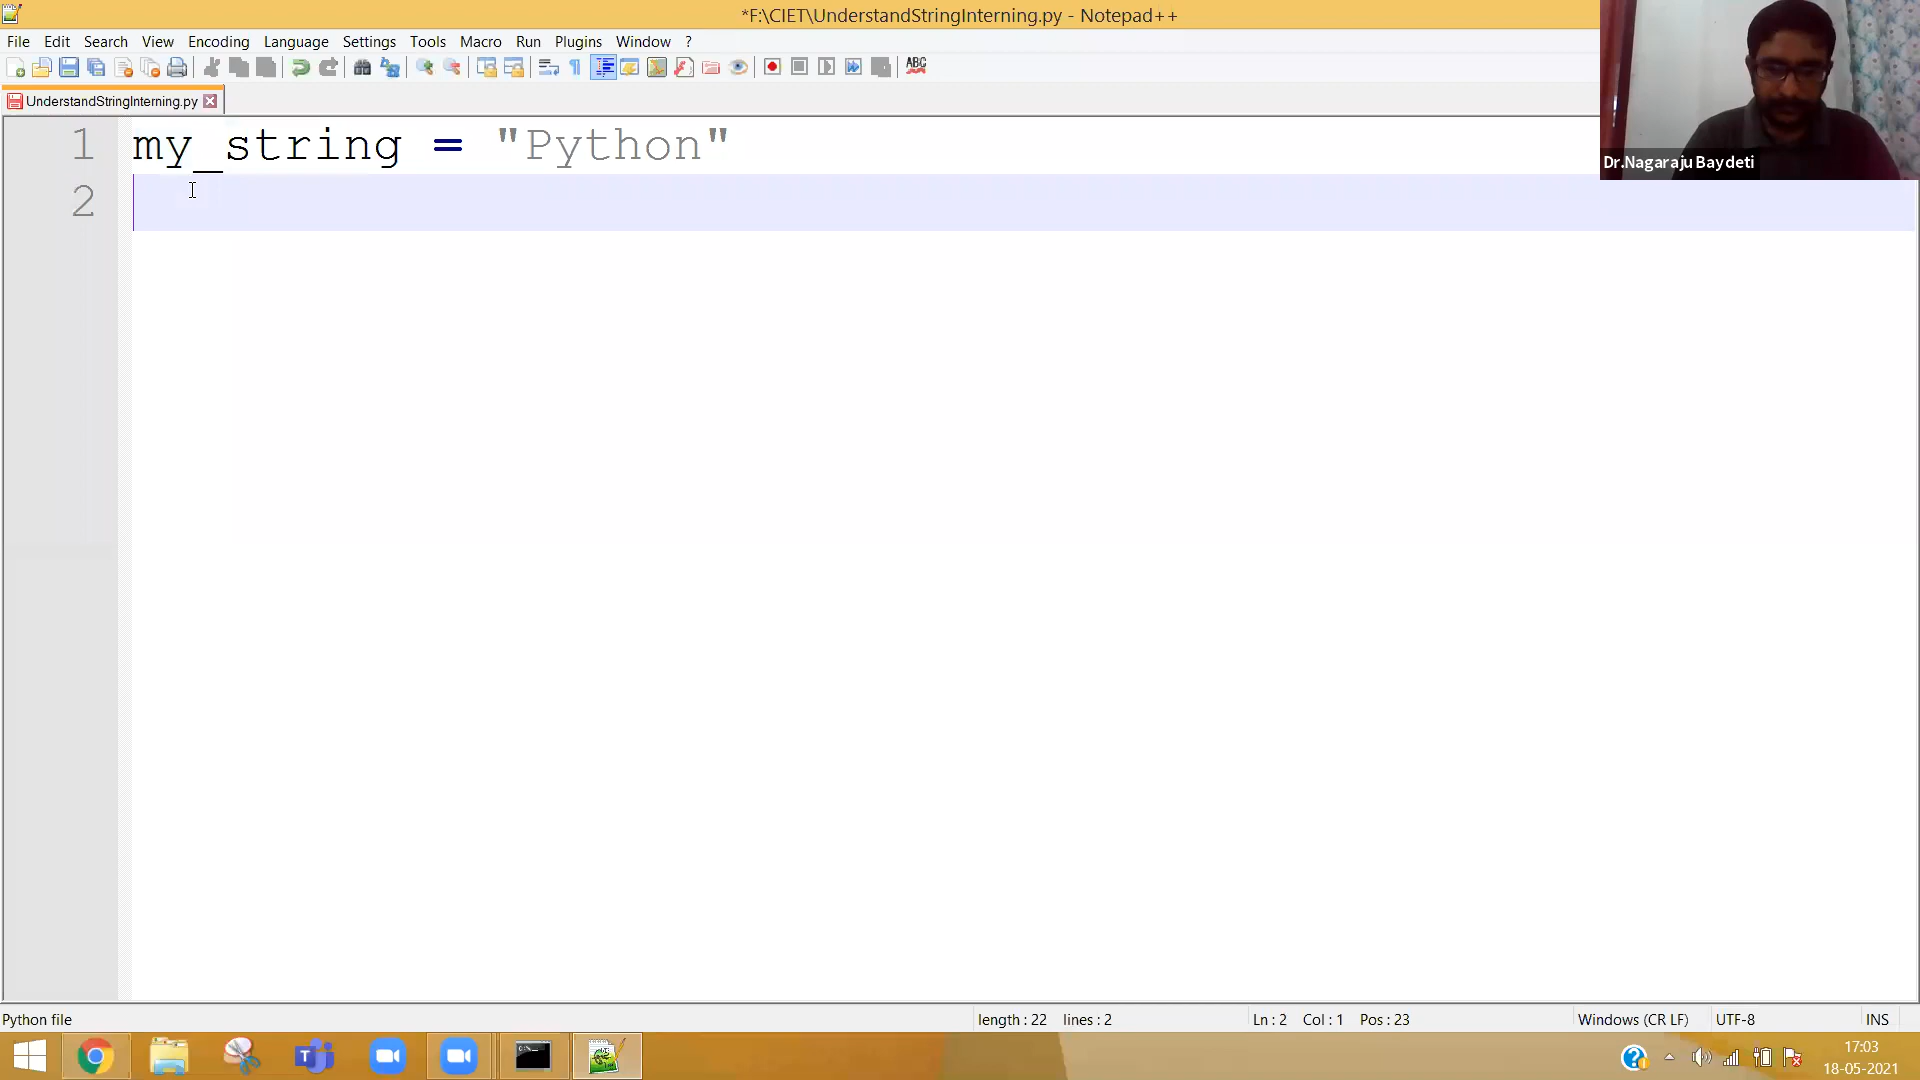 *F:\CIET\UnderstandStringInterning.py - Notepad++
File Edit Search View Encoding Language Settings Tools Macro Run Plugins Window ?
ABC
UnderstandStringInterning.py
1 my_string = "Python"
2
Dr.Nagaraju Baydeti
Python file length : 22 lines : 2 Ln : 2 Col : 1 Pos : 23 Windows (CR LF) UTF-8 INS
17:03
18-05-2021